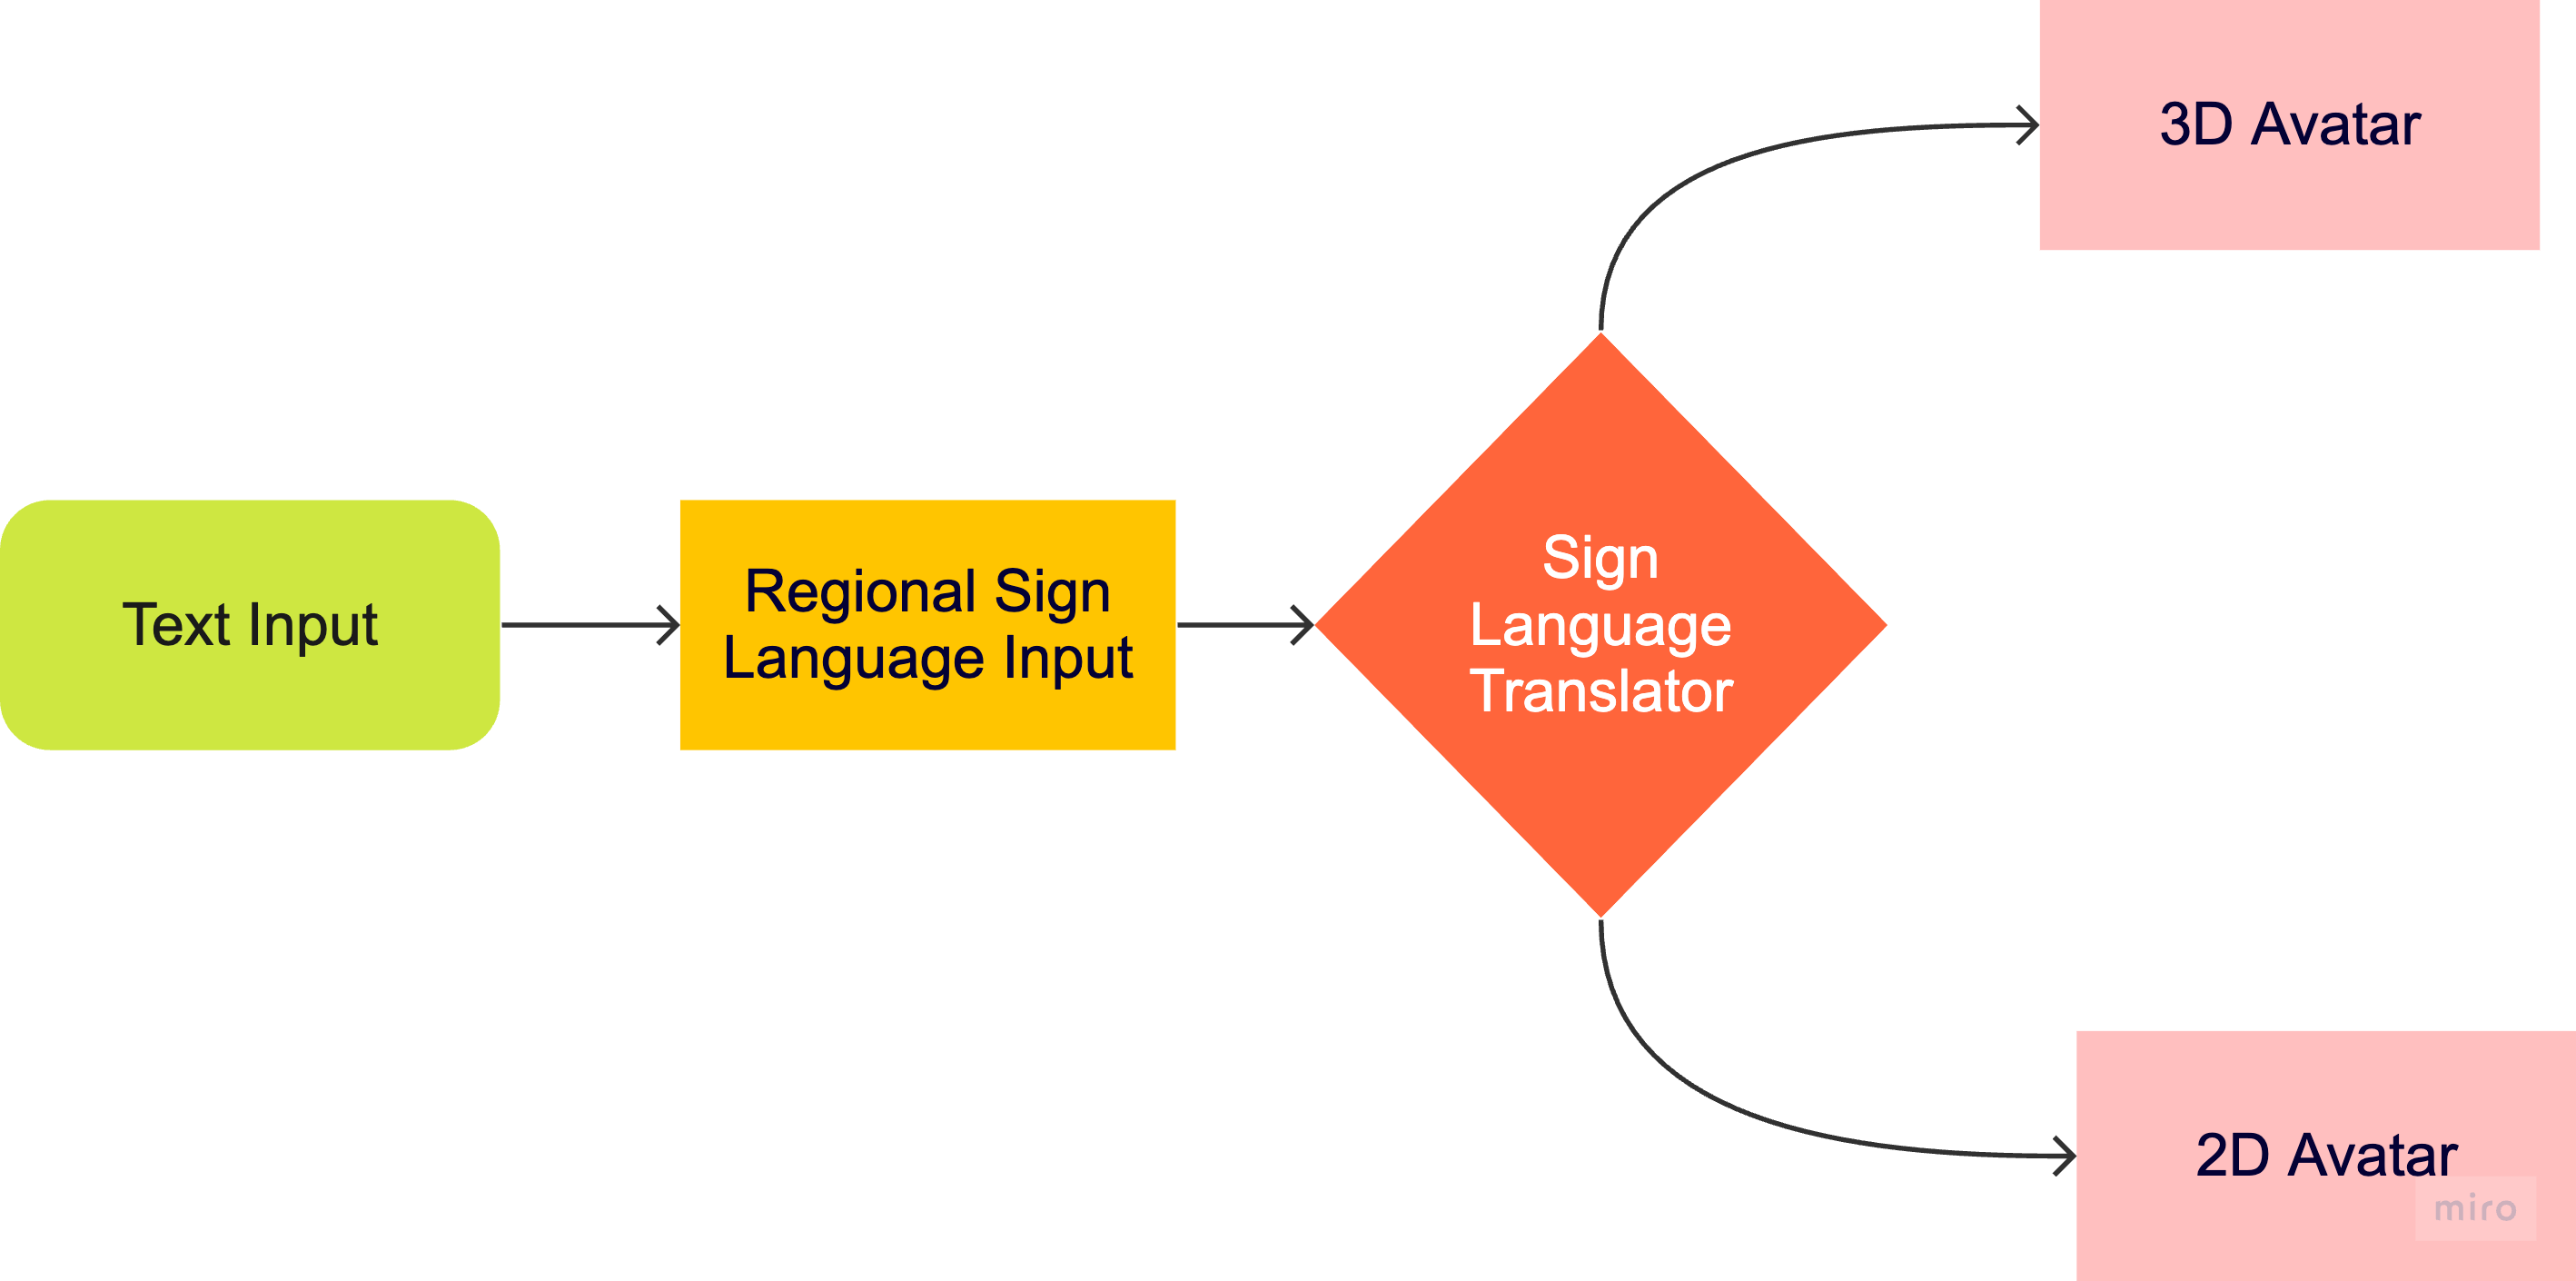 Text Input
Regional Sign
Language Input
Sign
Language
Translator
3D Avatar
2D Avatar
miro